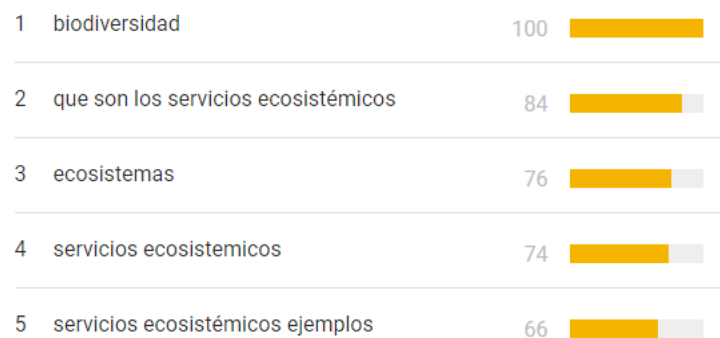 1 biodiversidad 100
2 que son los servicios ecosistémicos 84
3 ecosistemas 76
4 servicios ecosistemicos 74
5 servicios ecosistémicos ejemplos 66